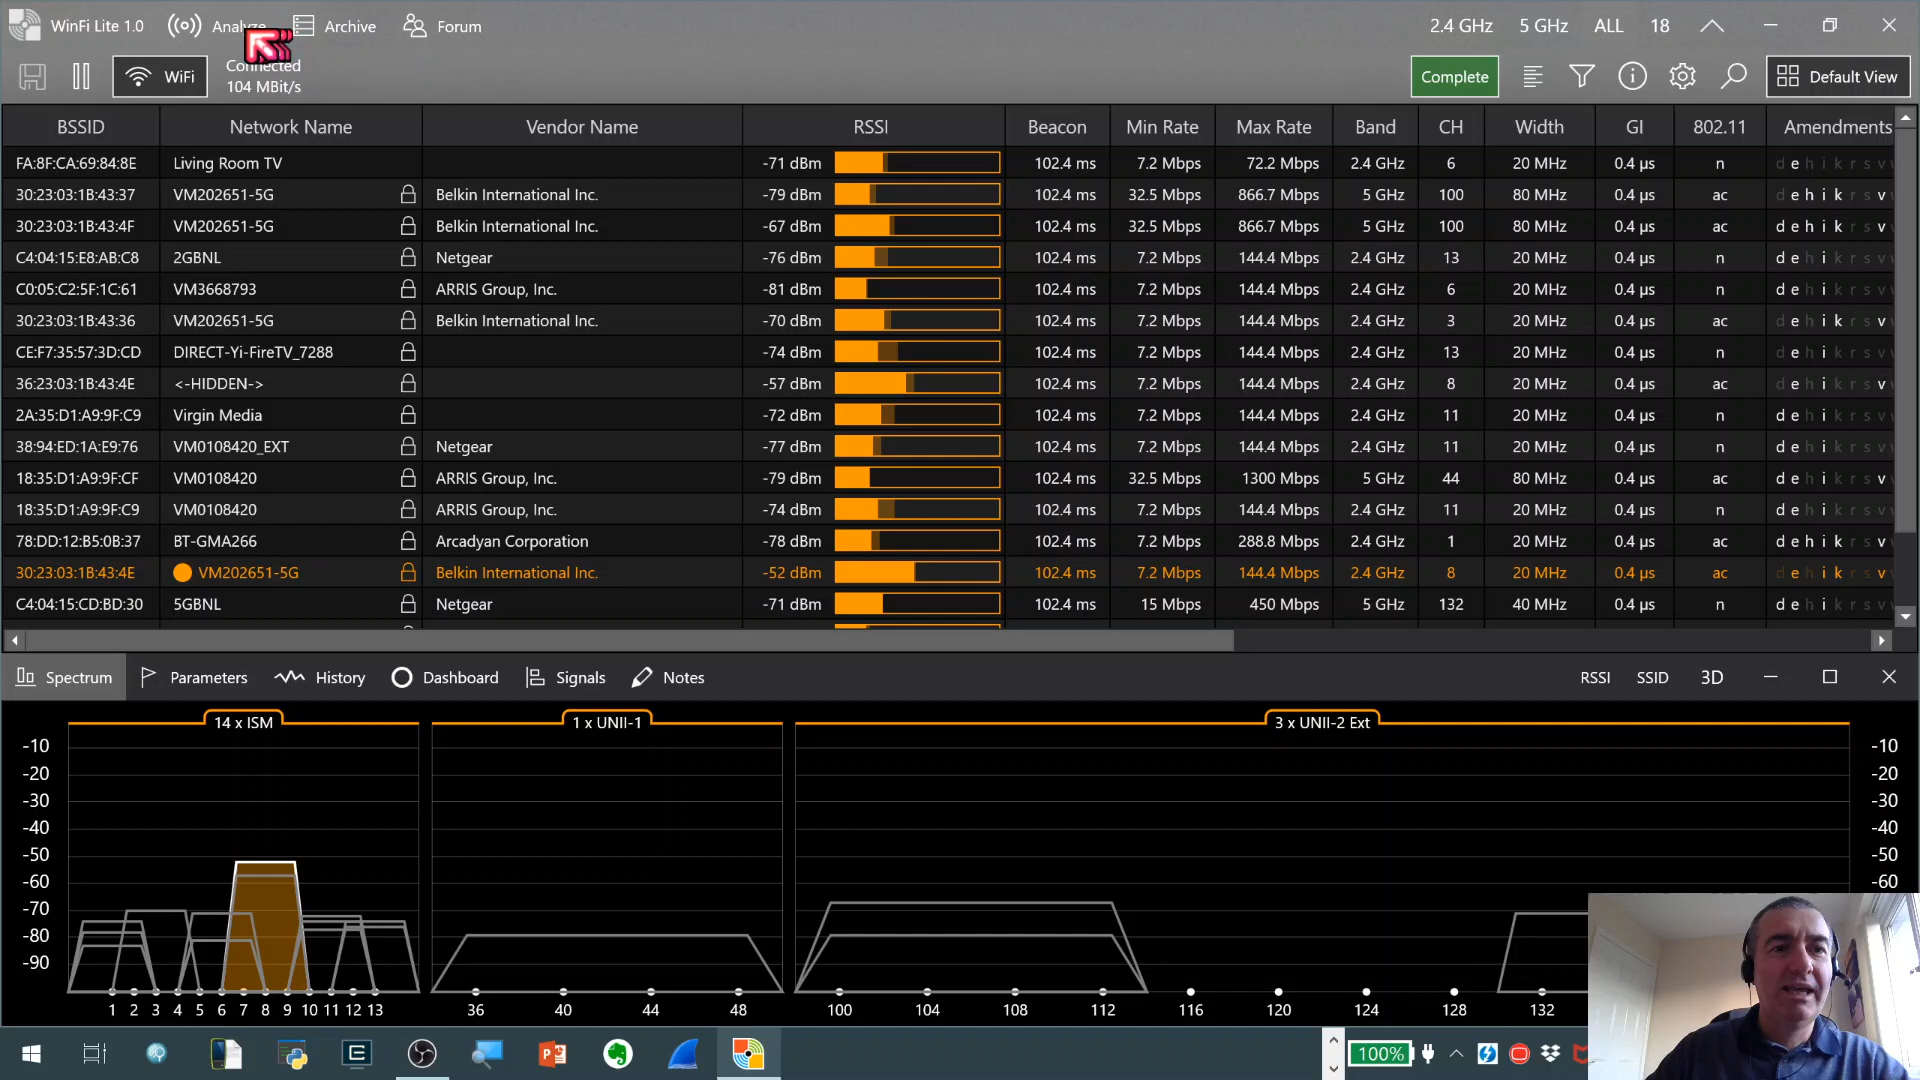 WinFi Lite 1.0 Analyze Archive Forum 2.4 GHz 5 GHz ALL 18
WiFi Connected
104 MBit/s
Complete Default View
BSSID Network Name Vendor Name RSSI Beacon Min Rate Max Rate Band CH Width GI 802.11 Amendments
FA:8F:CA:69:84:8E Living Room TV -71 dBm 102.4 ms 7.2 Mbps 72.2 Mbps 2.4 GHz 6 20 MHz 0.4 µs n d e h i k r s v
30:23:03:1B:43:37 VM202651-5G Belkin International Inc. -79 dBm 102.4 ms 32.5 Mbps 866.7 Mbps 5 GHz 100 80 MHz 0.4 µs ac d e h i k r s v
30:23:03:1B:43:4F VM202651-5G Belkin International Inc. -67 dBm 102.4 ms 32.5 Mbps 866.7 Mbps 5 GHz 100 80 MHz 0.4 µs ac d e h i k r s v
C4:04:15:E8:AB:C8 2GBNL Netgear -76 dBm 102.4 ms 7.2 Mbps 144.4 Mbps 2.4 GHz 13 20 MHz 0.4 µs n d e h i k r s v
C0:05:C2:5F:1C:61 VM3668793 ARRIS Group, Inc. -81 dBm 102.4 ms 7.2 Mbps 144.4 Mbps 2.4 GHz 6 20 MHz 0.4 µs n d e h i k r s v
30:23:03:1B:43:36 VM202651-5G Belkin International Inc. -70 dBm 102.4 ms 7.2 Mbps 144.4 Mbps 2.4 GHz 3 20 MHz 0.4 µs ac d e h i k r s v
CE:F7:35:57:3D:CD DIRECT-Yi-FireTV_7288 -74 dBm 102.4 ms 7.2 Mbps 144.4 Mbps 2.4 GHz 13 20 MHz 0.4 µs n d e h i k r s v
36:23:03:1B:43:4E <-HIDDEN-> -57 dBm 102.4 ms 7.2 Mbps 144.4 Mbps 2.4 GHz 8 20 MHz 0.4 µs ac d e h i k r s v
2A:35:D1:A9:9F:C9 Virgin Media -72 dBm 102.4 ms 7.2 Mbps 144.4 Mbps 2.4 GHz 11 20 MHz 0.4 µs n d e h i k r s v
38:94:ED:1A:E9:76 VM0108420_EXT Netgear -77 dBm 102.4 ms 7.2 Mbps 144.4 Mbps 2.4 GHz 11 20 MHz 0.4 µs n d e h i k r s v
18:35:D1:A9:9F:CF VM0108420 ARRIS Group, Inc. -79 dBm 102.4 ms 32.5 Mbps 1300 Mbps 5 GHz 44 80 MHz 0.4 µs ac d e h i k r s v
18:35:D1:A9:9F:C9 VM0108420 ARRIS Group, Inc. -74 dBm 102.4 ms 7.2 Mbps 144.4 Mbps 2.4 GHz 11 20 MHz 0.4 µs n d e h i k r s v
78:DD:12:B5:0B:37 BT-GMA266 Arcadyan Corporation -78 dBm 102.4 ms 7.2 Mbps 288.8 Mbps 2.4 GHz 1 20 MHz 0.4 µs ac d e h i k r s v
30:23:03:1B:43:4E VM202651-5G Belkin International Inc. -52 dBm 102.4 ms 7.2 Mbps 144.4 Mbps 2.4 GHz 8 20 MHz 0.4 µs ac d e h i k r s v
C4:04:15:CD:BD:30 5GBNL Netgear -71 dBm 102.4 ms 15 Mbps 450 Mbps 5 GHz 132 40 MHz 0.4 µs n d e h i k r s v
Spectrum Parameters History Dashboard Signals Notes RSSI SSID 3D
14 x ISM 1 x UNII-1 3 x UNII-2 Ext
-10 -10
-20 -20
-30 -30
-40 -40
-50 -50
-60 -60
-70
-80
-90
1 2 3 4 5 6 7 8 9 10 11 12 13 36 40 44 48 100 104 108 112 116 120 124 128 132
100%